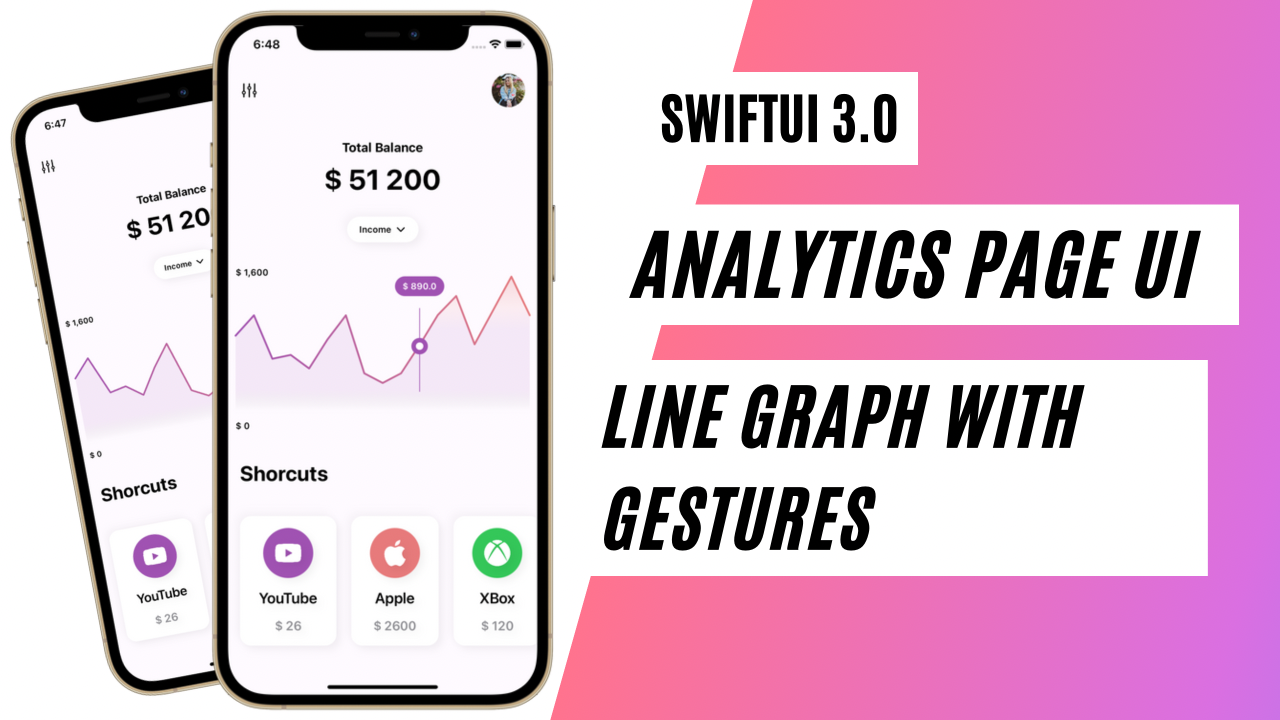 6:47
Total Balance
$ 51 20
Income
$ 1,600
$ 0
Shorcuts
YouTube
$ 26
6:48
Total Balance
$ 51 200
Income
$ 1,600
$ 890.0
$ 0
Shorcuts
YouTube
$ 26
Apple
$ 2600
XBox
$ 120
SWIFTUI 3.0
ANALYTICS PAGE UI
LINE GRAPH WITH
GESTURES